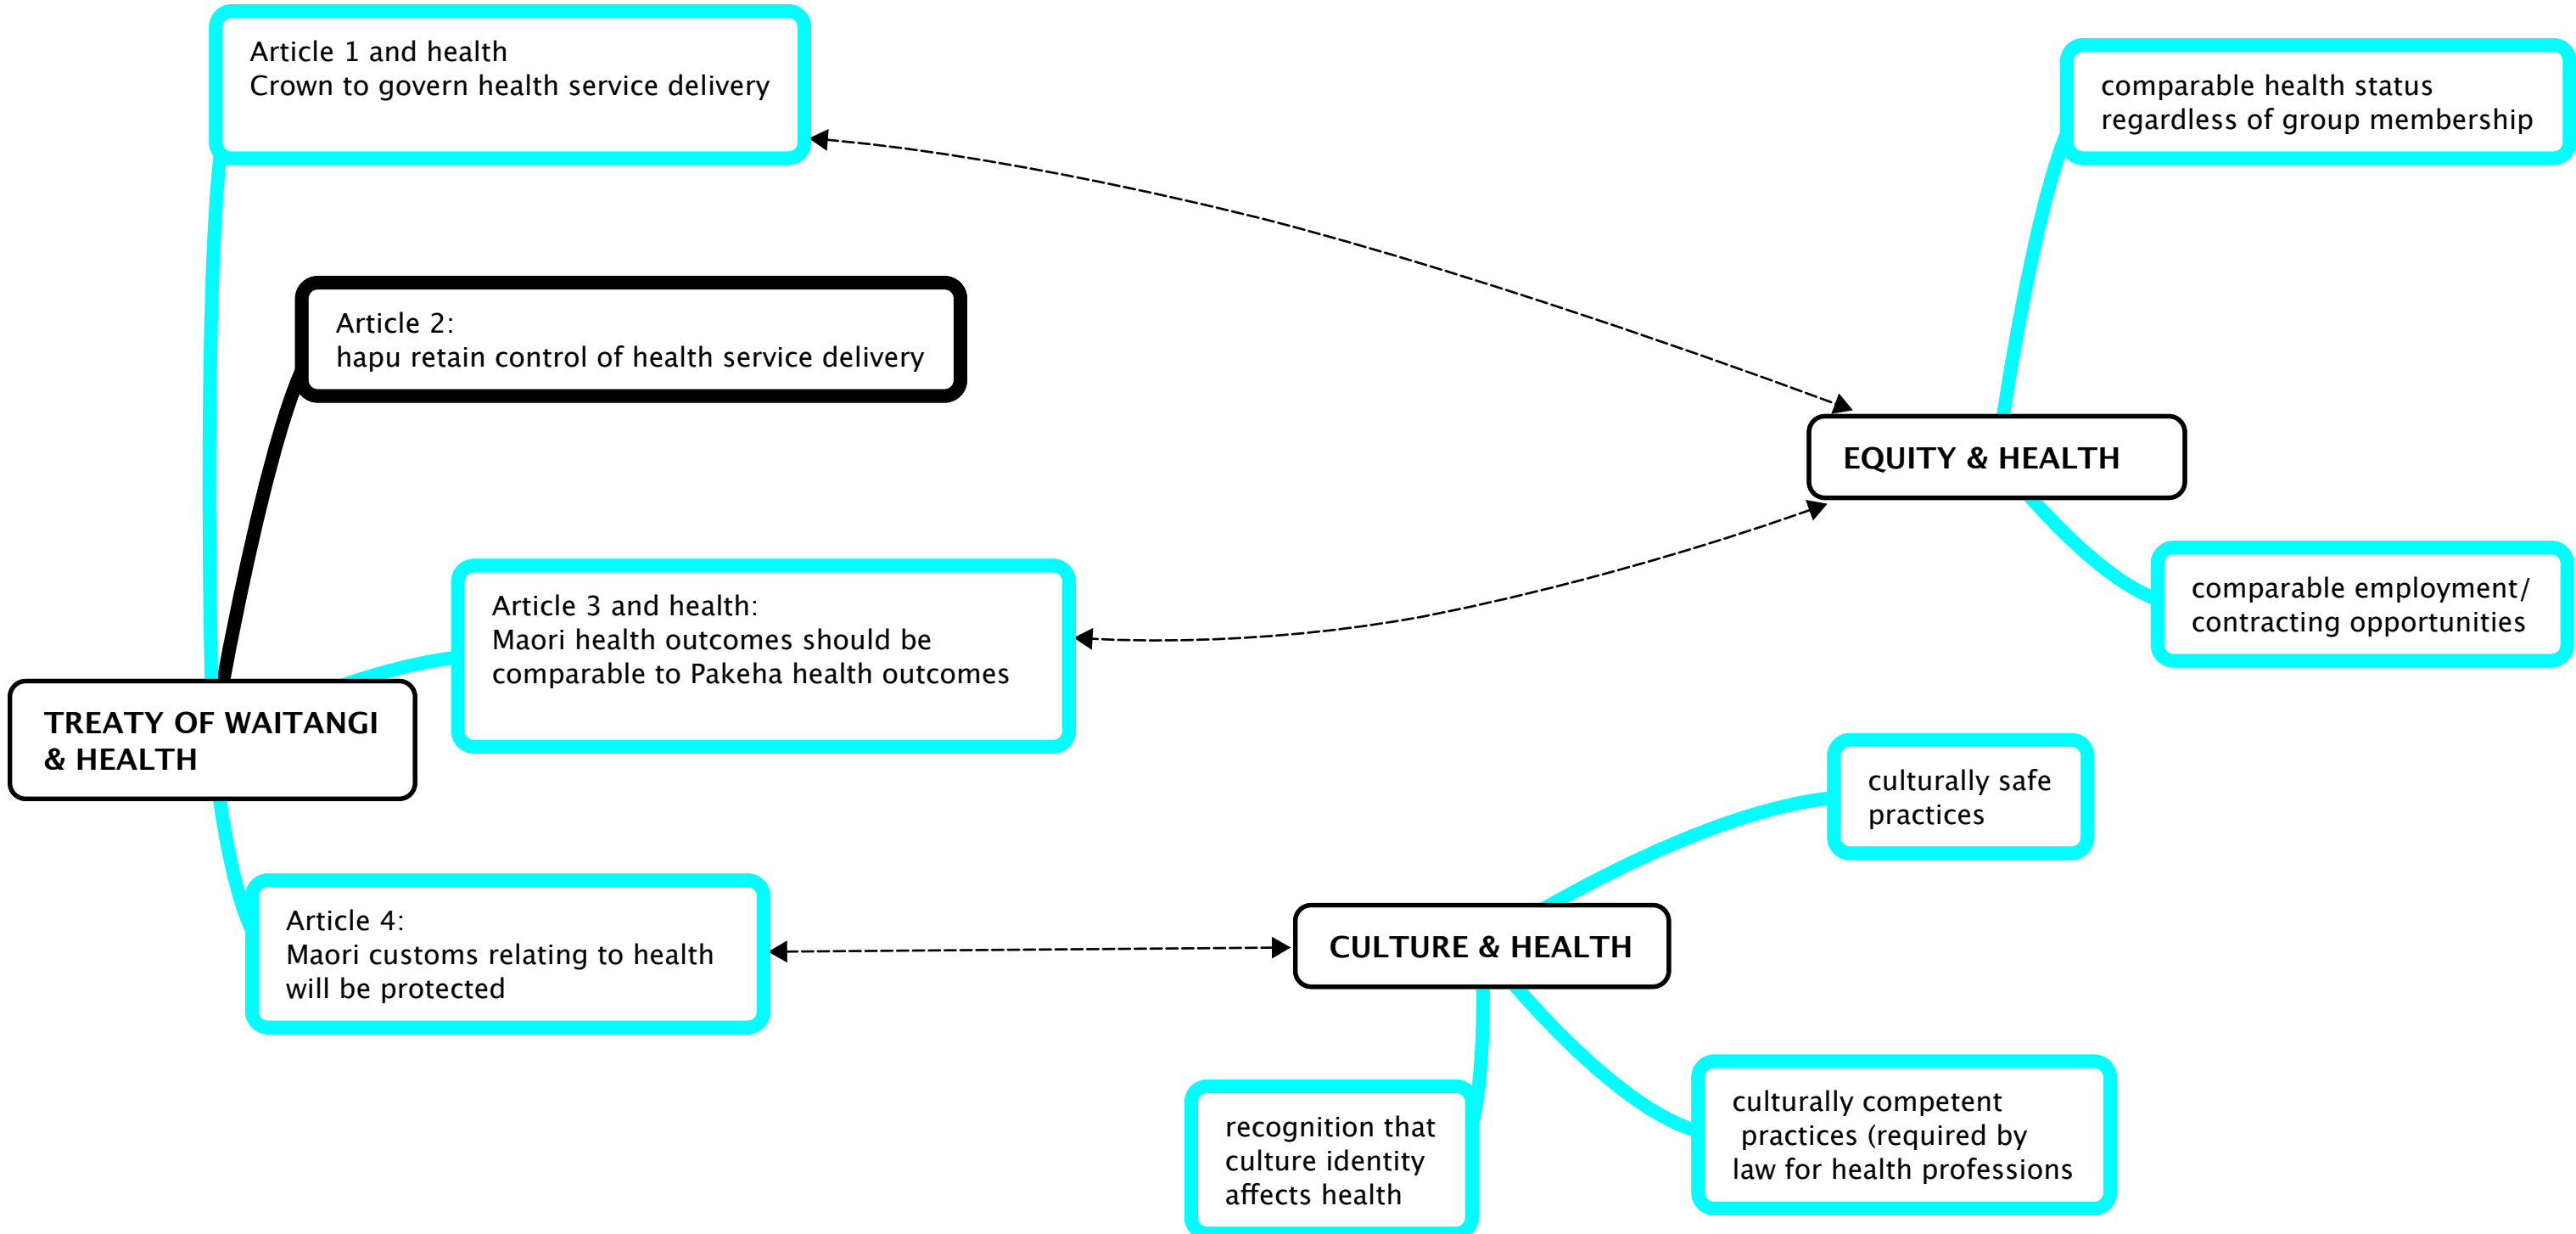 Article 1 and health
Crown to govern health service delivery
comparable health status
regardless of group membership
Article 2:
hapu retain control of health service delivery
EQUITY & HEALTH
Article 3 and health:
Maori health outcomes should be
comparable to Pakeha health outcomes
comparable employment/
contracting opportunities
TREATY OF WAITANGI
& HEALTH
culturally safe
practices
Article 4:
Maori customs relating to health
will be protected
CULTURE & HEALTH
recognition that
culture identity
affects health
culturally competent
practices (required by
law for health professions